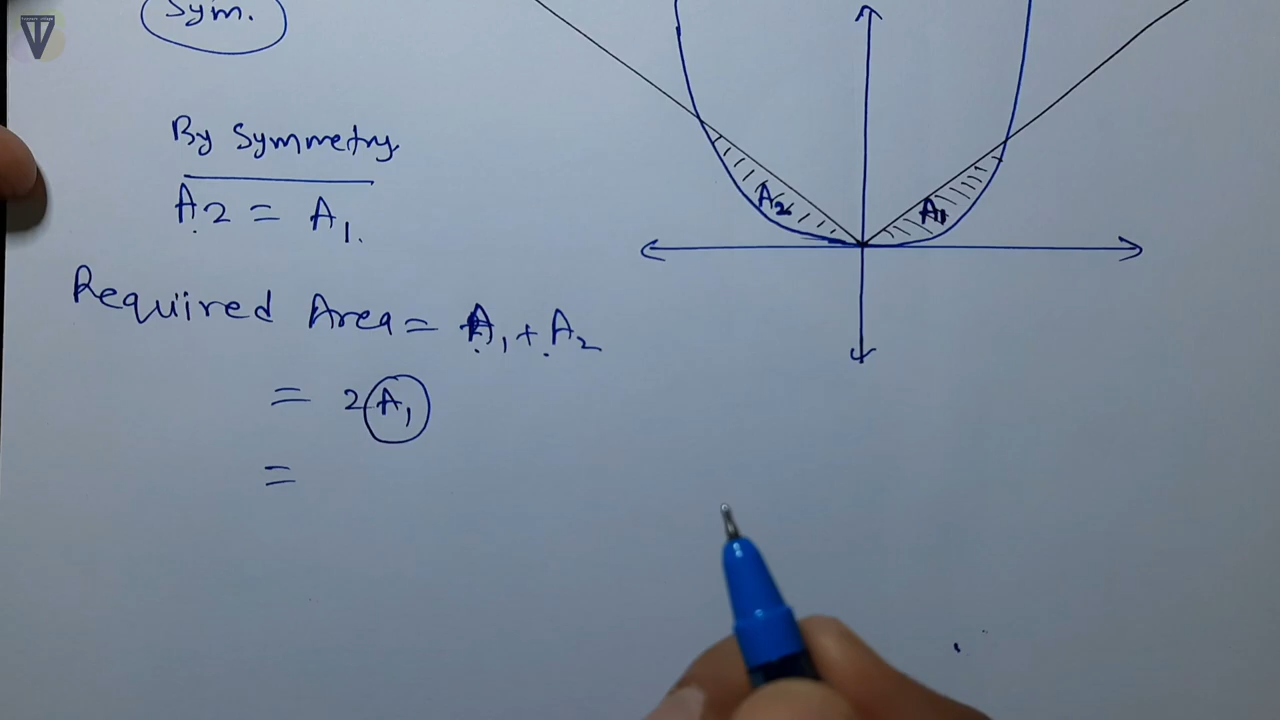 Sym.
By Symmetry
A2 = A1.
Required Area = A1 + A2
= 2A1
=
A2
A1